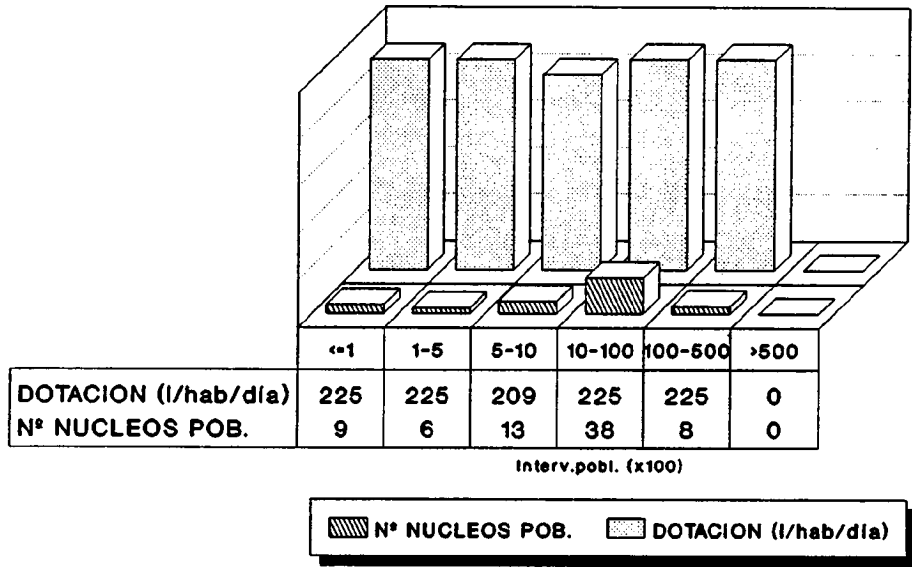 <=1 1-5 5-10 10-100 100-500 >500
DOTACION (l/hab/día) 225 225 209 225 225 0
Nº NUCLEOS POB. 9 6 13 38 8 0
Interv.pobl. (x100)
Nº NUCLEOS POB. DOTACION (l/hab/día)